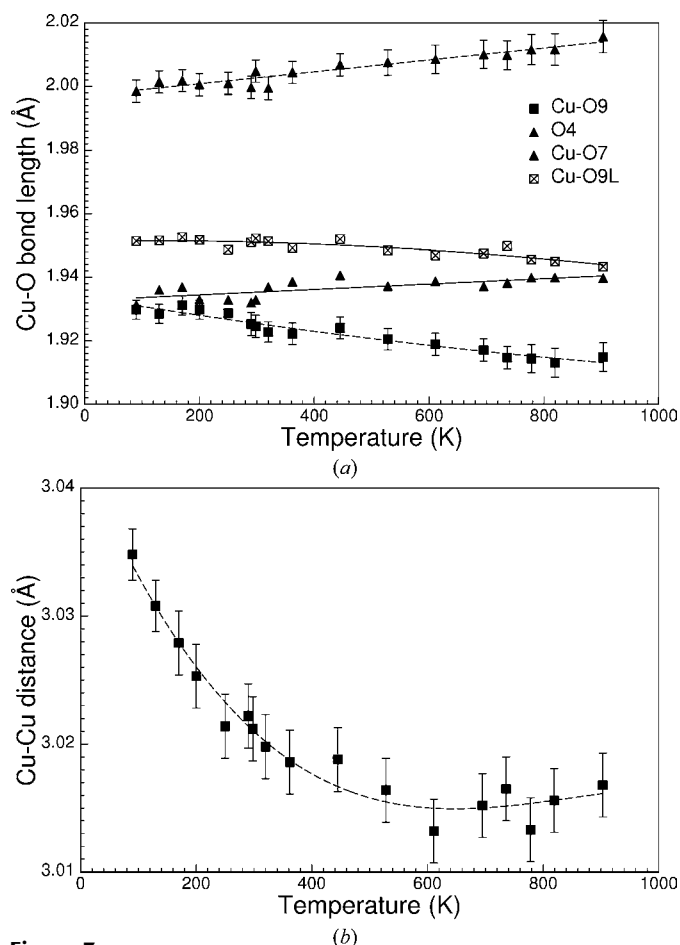 2.02
2.00
1.98
1.96
1.94
1.92
1.90
Cu-O bond length (Å)
Cu-O9
O4
Cu-O7
Cu-O9L
0 200 400 600 800 1000
Temperature (K)
(a)
3.04
3.03
3.02
3.01
Cu-Cu distance (Å)
0 200 400 600 800 1000
Temperature (K)
(b)